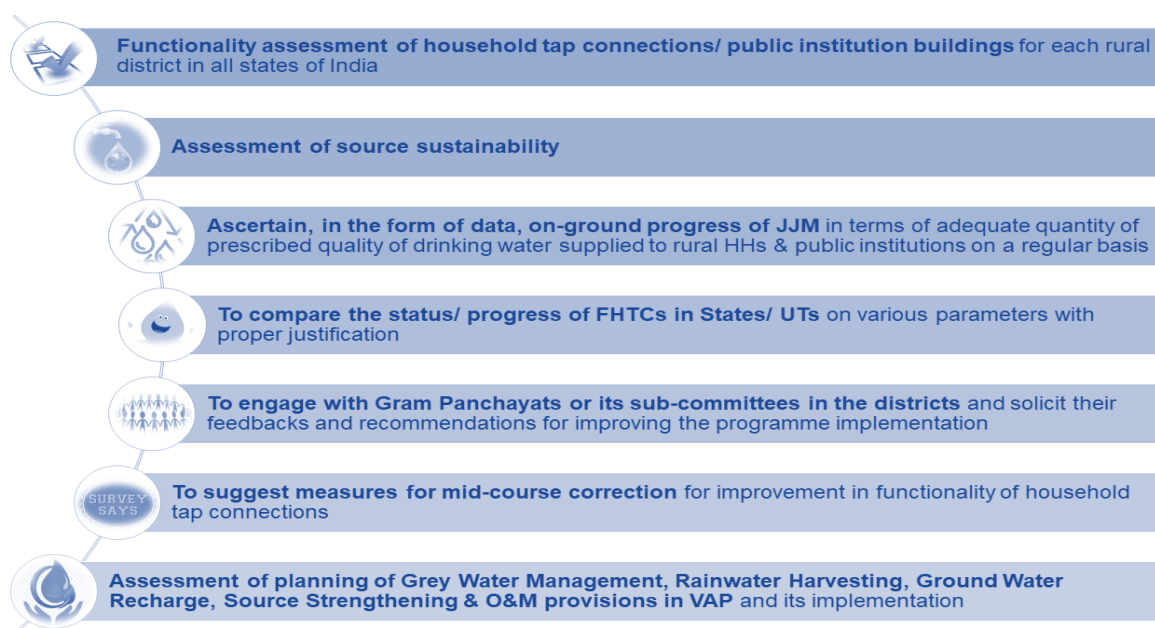 Functionality assessment of household tap connections/ public institution buildings for each rural
district in all states of India
Assessment of source sustainability
Ascertain, in the form of data, on-ground progress of JJM in terms of adequate quantity of
prescribed quality of drinking water supplied to rural HHs & public institutions on a regular basis
To compare the status/ progress of FHTCs in States/ UTs on various parameters with
proper justification
To engage with Gram Panchayats or its sub-committees in the districts and solicit their
feedbacks and recommendations for improving the programme implementation
SURVEY
SAYS
To suggest measures for mid-course correction for improvement in functionality of household
tap connections
Assessment of planning of Grey Water Management, Rainwater Harvesting, Ground Water
Recharge, Source Strengthening & O&M provisions in VAP and its implementation